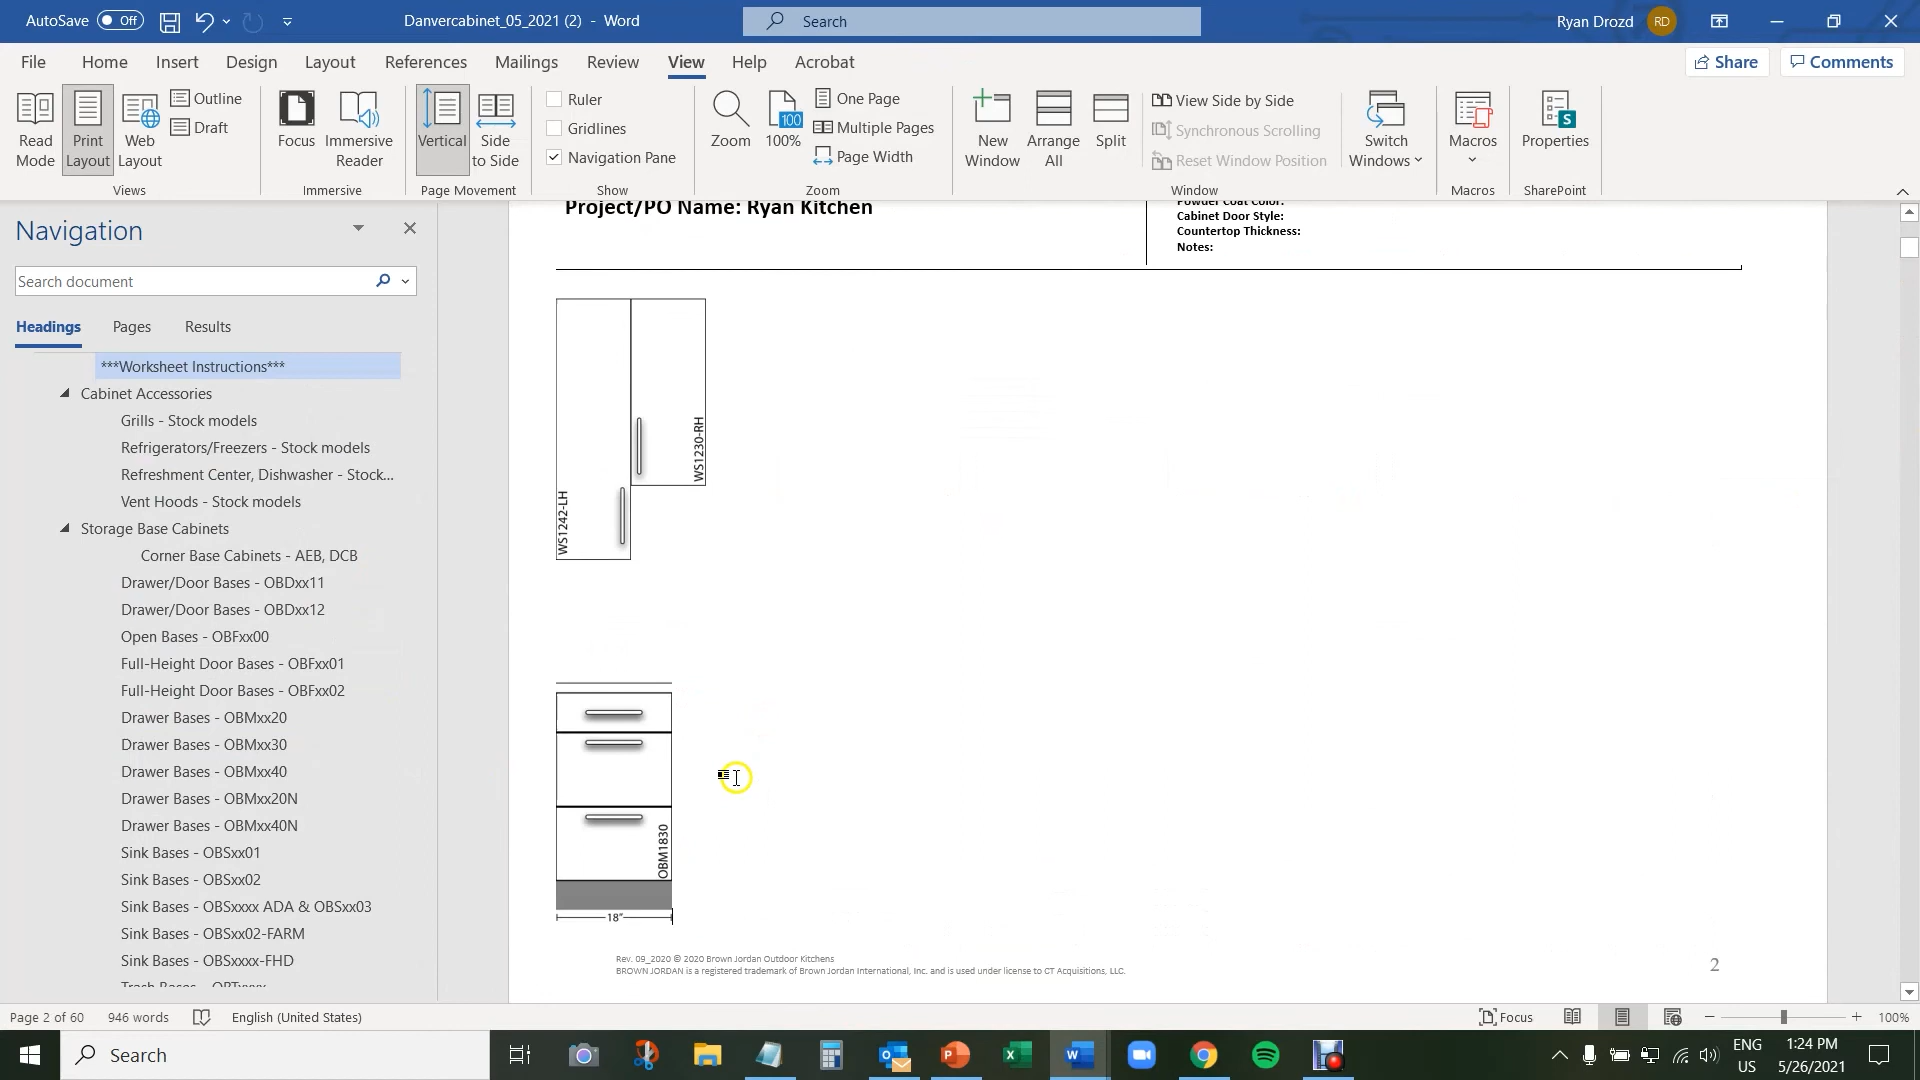 AutoSave Off
Danvercabinet_05_2021 (2) - Word
Search
Ryan Drozd RD
File Home Insert Design Layout References Mailings Review View Help Acrobat
Share Comments
Read Mode
Print Layout
Web Layout
Outline
Draft
Views
Focus
Immersive Reader
Immersive
Vertical
Side to Side
Page Movement
Ruler
Gridlines
Navigation Pane
Show
Zoom
100
100%
One Page
Multiple Pages
Page Width
Zoom
New Window
Arrange All
Split
View Side by Side
Synchronous Scrolling
Reset Window Position
Switch Windows
Window
Macros
Macros
Properties
SharePoint
Navigation
Search document
Headings Pages Results
***Worksheet Instructions***
Cabinet Accessories
Grills - Stock models
Refrigerators/Freezers - Stock models
Refreshment Center, Dishwasher - Stock...
Vent Hoods - Stock models
Storage Base Cabinets
Corner Base Cabinets - AEB, DCB
Drawer/Door Bases - OBDxx11
Drawer/Door Bases - OBDxx12
Open Bases - OBFxx00
Full-Height Door Bases - OBFxx01
Full-Height Door Bases - OBFxx02
Drawer Bases - OBMxx20
Drawer Bases - OBMxx30
Drawer Bases - OBMxx40
Drawer Bases - OBMxx20N
Drawer Bases - OBMxx40N
Sink Bases - OBSxx01
Sink Bases - OBSxx02
Sink Bases - OBSxxxx ADA & OBSxx03
Sink Bases - OBSxx02-FARM
Sink Bases - OBSxxxx-FHD
Trash Bases - OBTxxxx
Project/PO Name: Ryan Kitchen
Powder Coat Color:
Cabinet Door Style:
Countertop Thickness:
Notes:
WS1242-LH
WS1230-RH
OBM1830
18"
Rev. 09_2020 © 2020 Brown Jordan Outdoor Kitchens
BROWN JORDAN is a registered trademark of Brown Jordan International, Inc. and is used under license to CT Acquisitions, LLC.
2
Page 2 of 60 946 words English (United States)
Focus
100%
Search
ENG
US
1:24 PM
5/26/2021